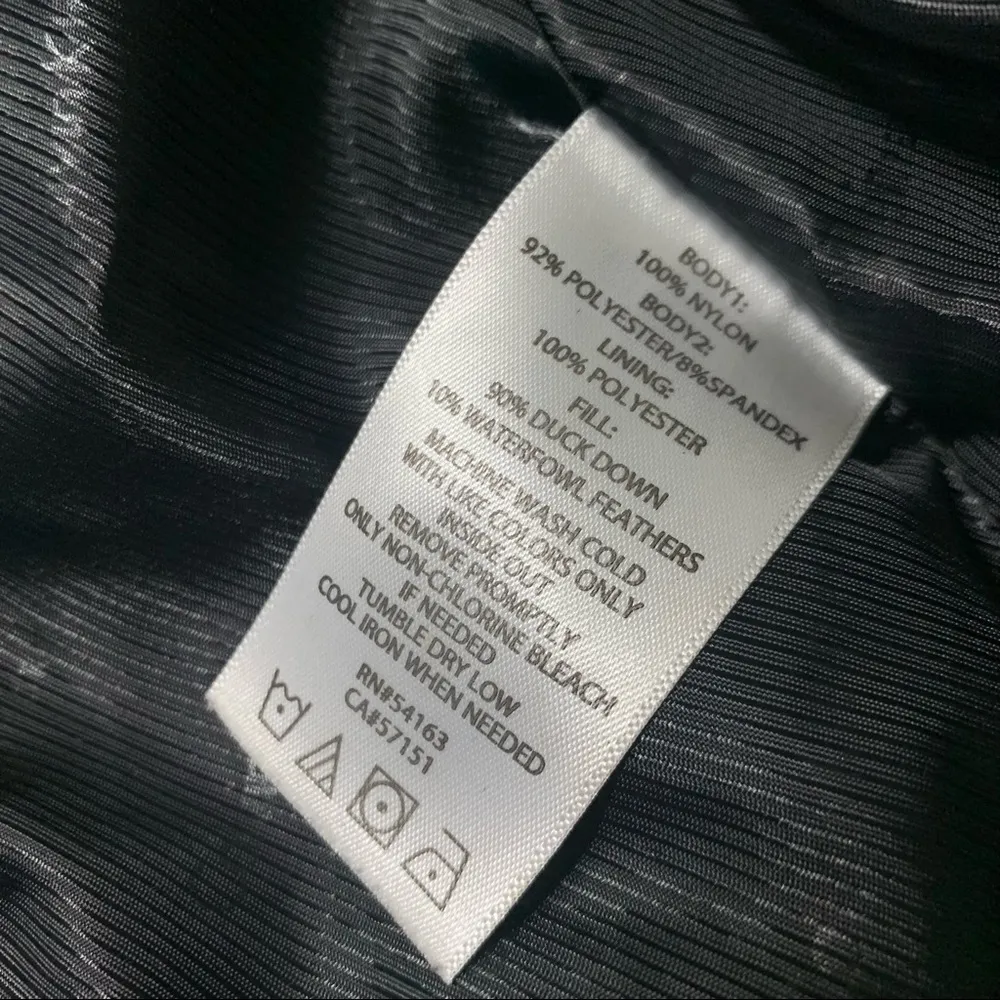 BODY1:
100% NYLON
BODY2:
92% POLYESTER/8%SPANDEX
LINING:
100% POLYESTER
FILL:
90% DUCK DOWN
10% WATERFOWL FEATHERS
MACHINE WASH COLD
WITH LIKE COLORS ONLY
INSIDE/OUT
REMOVE PROMPTLY
ONLY NON-CHLORINE BLEACH
IF NEEDED
TUMBLE DRY LOW
COOL IRON WHEN NEEDED
RN#54163
CA#57151